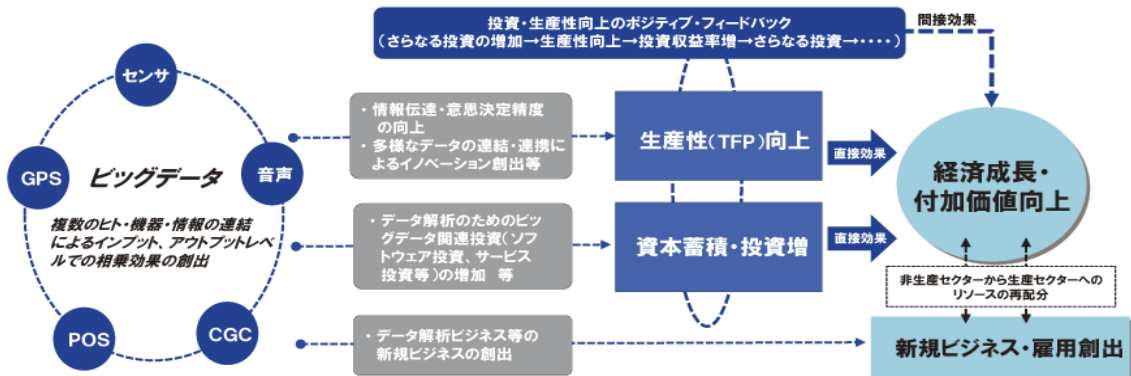 投資・生産性向上のポジティブ・フィードバック
(さらなる投資の増加→生産性向上→投資収益率増→さらなる投資→・・・・)
間接効果
センサ
GPS
音声
POS
CGC
ビッグデータ
複数のヒト・機器・情報の連結
によるインプット、アウトプットレベ
ルでの相乗効果の創出
・情報伝達・意思決定精度
の向上
・多様なデータの連結・連携に
よるイノベーション創出等
生産性(TFP)向上
直接効果
・データ解析のためのビッ
グデータ関連投資(ソフ
トウェア投資、サービス
投資等)の増加 等
資本蓄積・投資増
直接効果
経済成長・
付加価値向上
非生産セクターから生産セクターへの
リソースの再配分
・データ解析ビジネス等の
新規ビジネスの創出
新規ビジネス・雇用創出